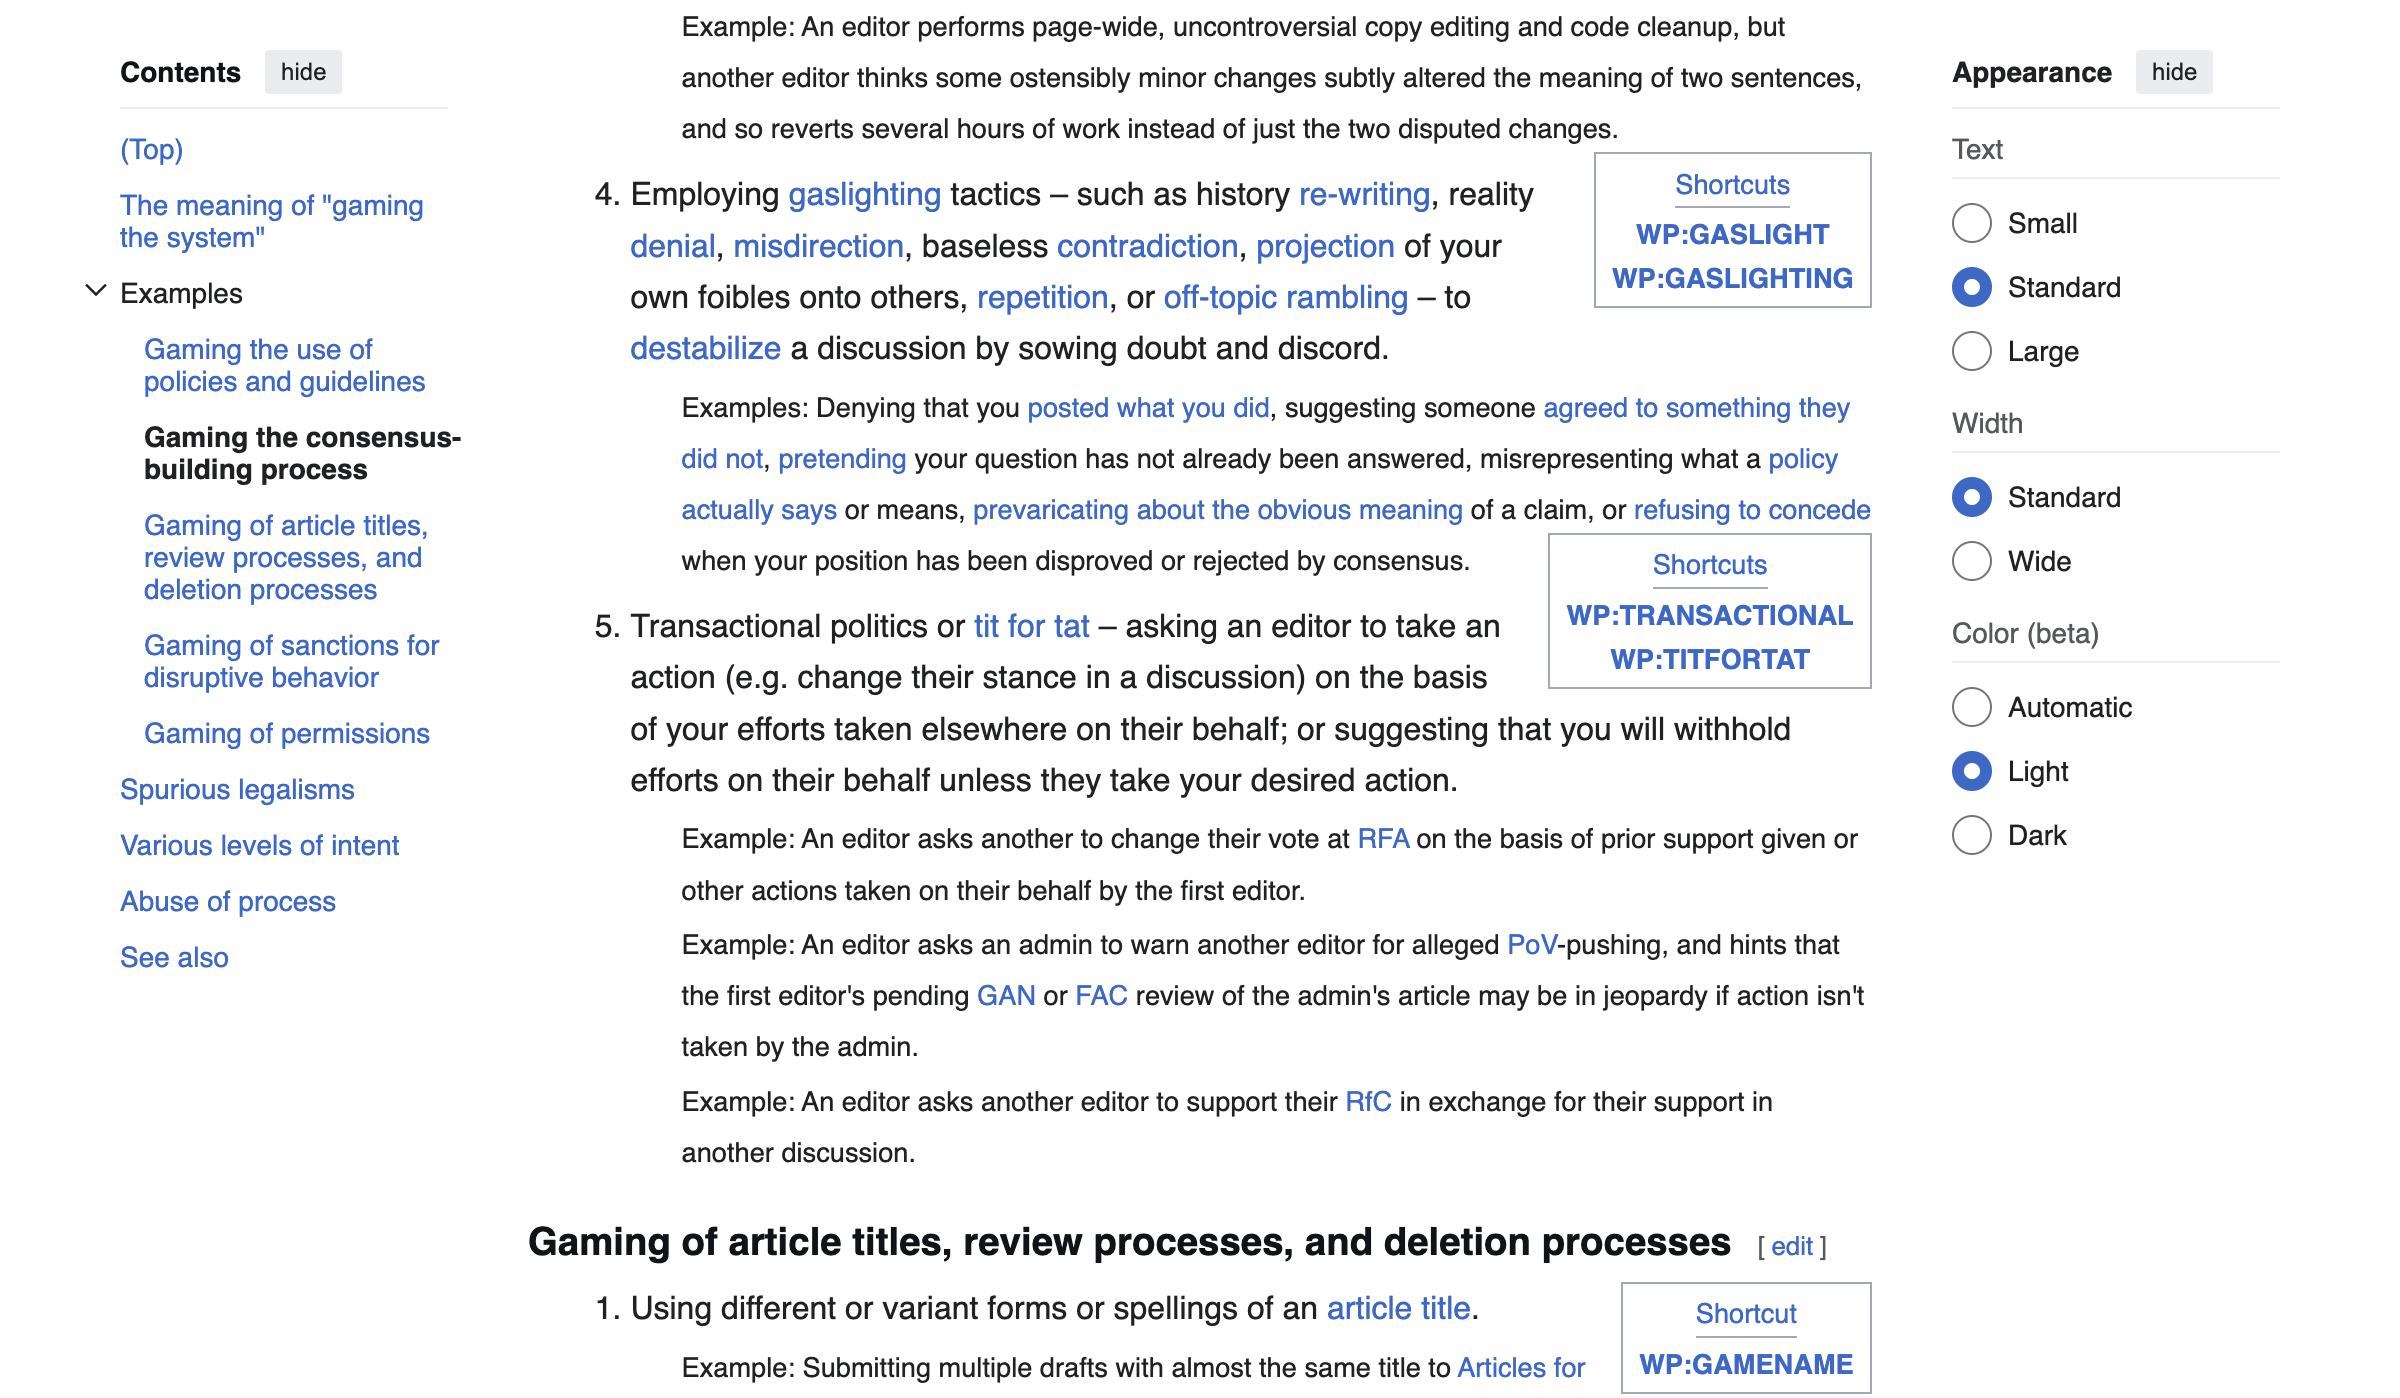 Contents hide
(Top)
The meaning of "gaming
the system"
Examples
Gaming the use of
policies and guidelines
Gaming the consensus-
building process
Gaming of article titles,
review processes, and
deletion processes
Gaming of sanctions for
disruptive behavior
Gaming of permissions
Spurious legalisms
Various levels of intent
Abuse of process
See also
Example: An editor performs page-wide, uncontroversial copy editing and code cleanup, but
another editor thinks some ostensibly minor changes subtly altered the meaning of two sentences,
and so reverts several hours of work instead of just the two disputed changes.
Shortcuts
WP:GASLIGHT
WP:GASLIGHTING
4. Employing gaslighting tactics – such as history re-writing, reality
denial, misdirection, baseless contradiction, projection of your
own foibles onto others, repetition, or off-topic rambling – to
destabilize a discussion by sowing doubt and discord.
Examples: Denying that you posted what you did, suggesting someone agreed to something they
did not, pretending your question has not already been answered, misrepresenting what a policy
actually says or means, prevaricating about the obvious meaning of a claim, or refusing to concede
when your position has been disproved or rejected by consensus.
Shortcuts
WP:TRANSACTIONAL
WP:TITFORTAT
5. Transactional politics or tit for tat – asking an editor to take an
action (e.g. change their stance in a discussion) on the basis
of your efforts taken elsewhere on their behalf; or suggesting that you will withhold
efforts on their behalf unless they take your desired action.
Example: An editor asks another to change their vote at RFA on the basis of prior support given or
other actions taken on their behalf by the first editor.
Example: An editor asks an admin to warn another editor for alleged PoV-pushing, and hints that
the first editor's pending GAN or FAC review of the admin's article may be in jeopardy if action isn't
taken by the admin.
Example: An editor asks another editor to support their RfC in exchange for their support in
another discussion.
Gaming of article titles, review processes, and deletion processes [ edit ]
Shortcut
WP:GAMENAME
1. Using different or variant forms or spellings of an article title.
Example: Submitting multiple drafts with almost the same title to Articles for
Appearance hide
Text
Small
Standard
Large
Width
Standard
Wide
Color (beta)
Automatic
Light
Dark